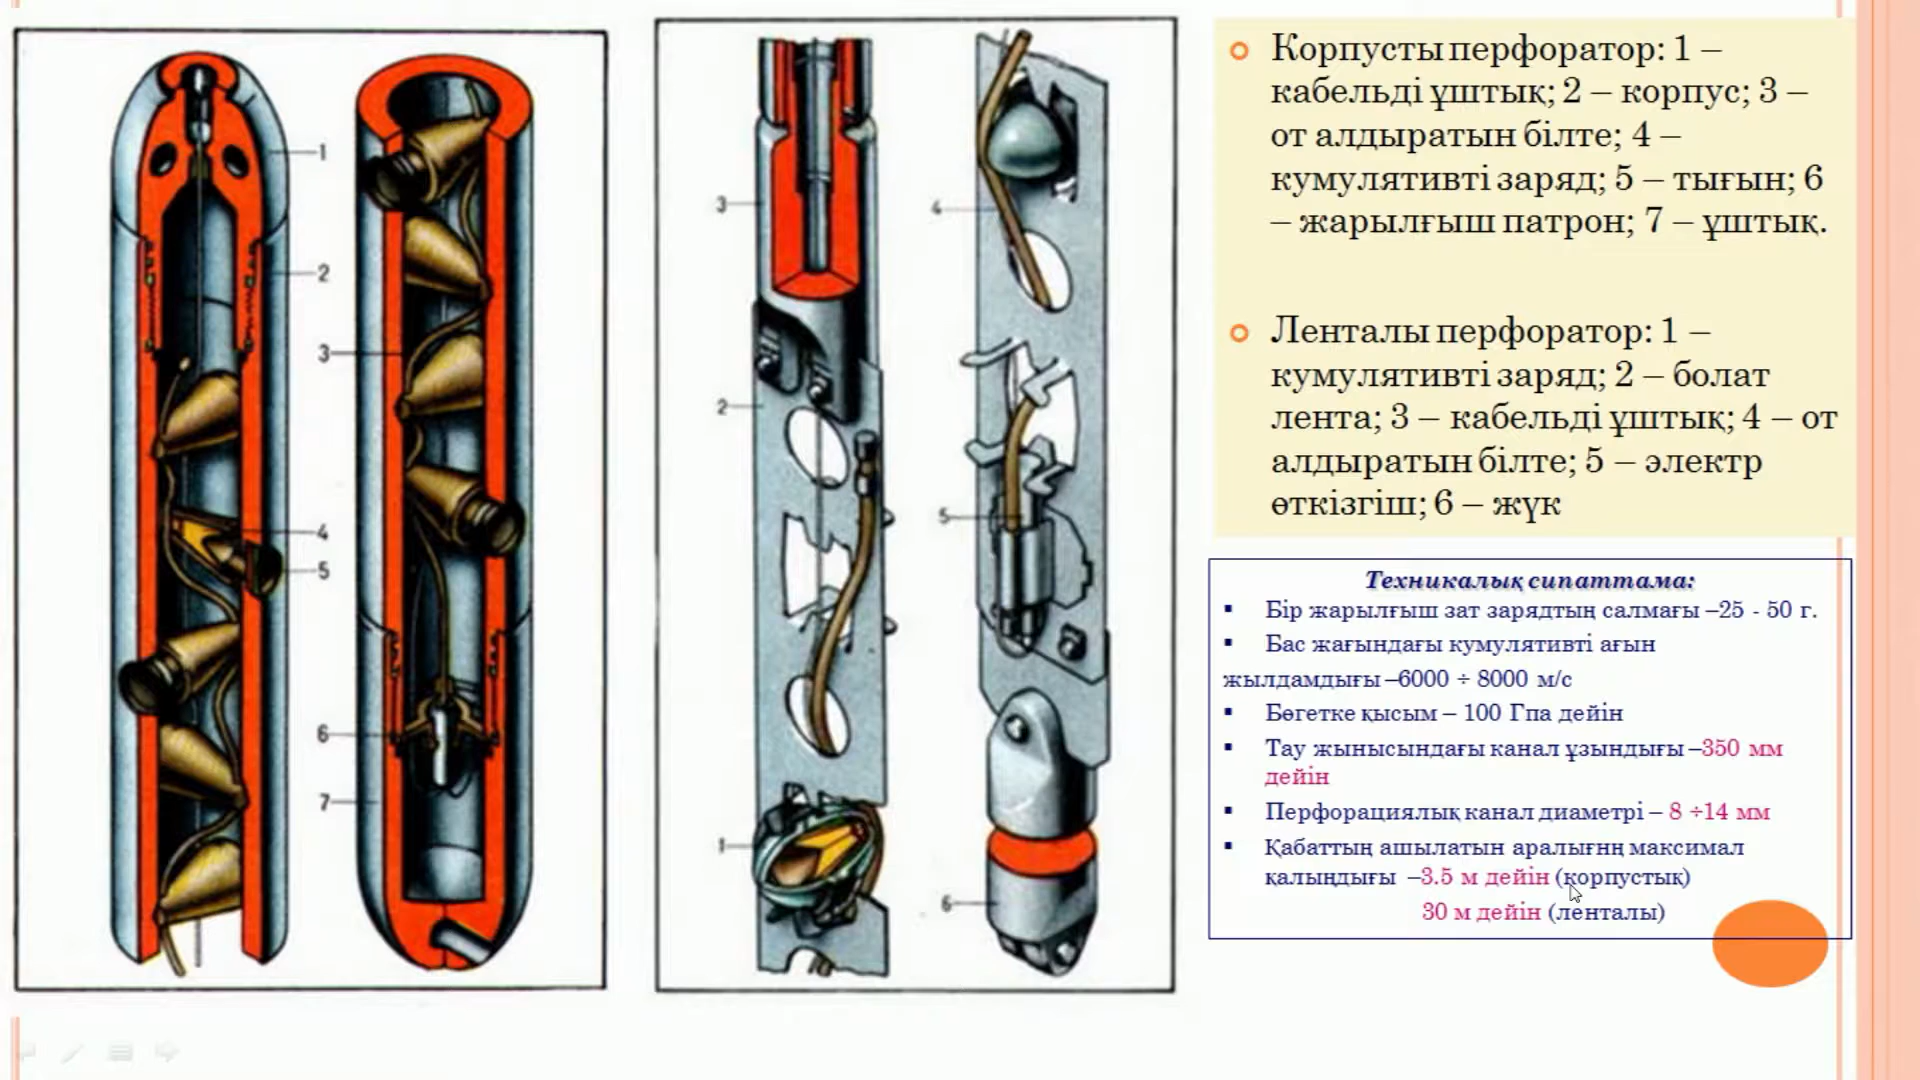 1
2
3
4
5
6
7
3
4
2
5
1
6
Корпусты перфоратор: 1 –
кабельді ұштық; 2 – корпус; 3 –
от алдыратын білте; 4 –
кумулятивті заряд; 5 – тығын; 6
– жарылғыш патрон; 7 – ұштық.
Ленталы перфоратор: 1 –
кумулятивті заряд; 2 – болат
лента; 3 – кабельді ұштық; 4 – от
алдыратын білте; 5 – электр
өткізгіш; 6 – жүк
Техникалық сипаттама:
Бір жарылғыш зат зарядтың салмағы –25 - 50 г.
Бас жағындағы кумулятивті ағын
жылдамдығы –6000 ÷ 8000 м/с
Бөгетке қысым – 100 Гпа дейін
Тау жынысындағы канал ұзындығы –350 мм
дейін
Перфорациялық канал диаметрі – 8 ÷14 мм
Қабаттың ашылатын аралығнң максимал
қалыңдығы –3.5 м дейін (қорпустық)
30 м дейін (ленталы)